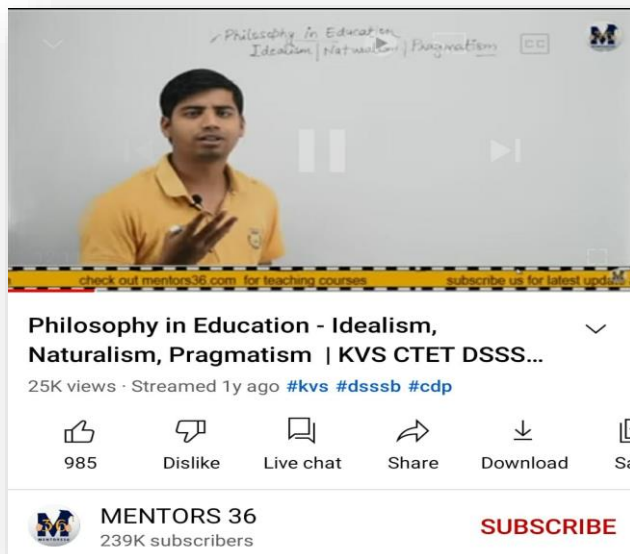 Philosophy in Education
Idealism | Naturalism | Pragmatism
CC
check out mentors36.com for teaching courses
subscribe us for latest updates
Philosophy in Education - Idealism,
Naturalism, Pragmatism | KVS CTET DSSS...
25K views · Streamed 1y ago #kvs #dsssb #cdp
985
Dislike
Live chat
Share
Download
Sa
MENTORS 36
239K subscribers
SUBSCRIBE